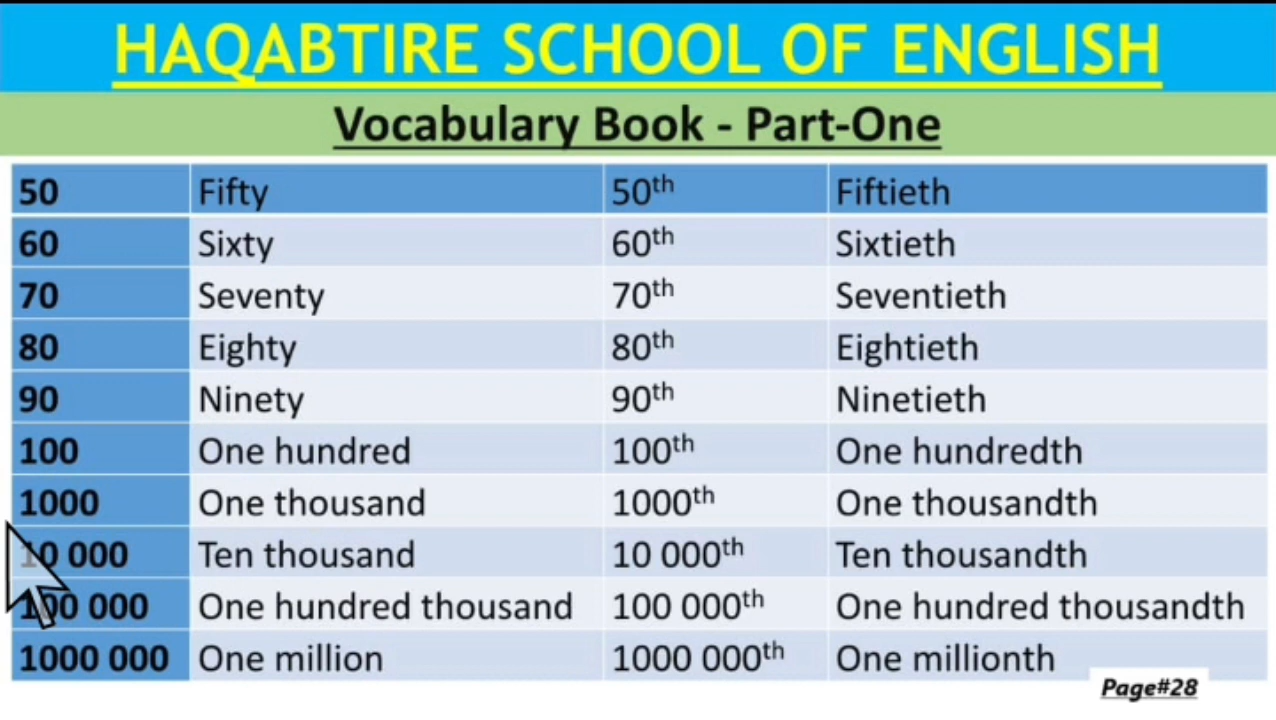 HAQABTIRE SCHOOL OF ENGLISH
Vocabulary Book - Part-One
50 Fifty 50th Fiftieth
60 Sixty 60th Sixtieth
70 Seventy 70th Seventieth
80 Eighty 80th Eightieth
90 Ninety 90th Ninetieth
100 One hundred 100th One hundredth
1000 One thousand 1000th One thousandth
10 000 Ten thousand 10 000th Ten thousandth
100 000 One hundred thousand 100 000th One hundred thousandth
1000 000 One million 1000 000th One millionth
Page#28